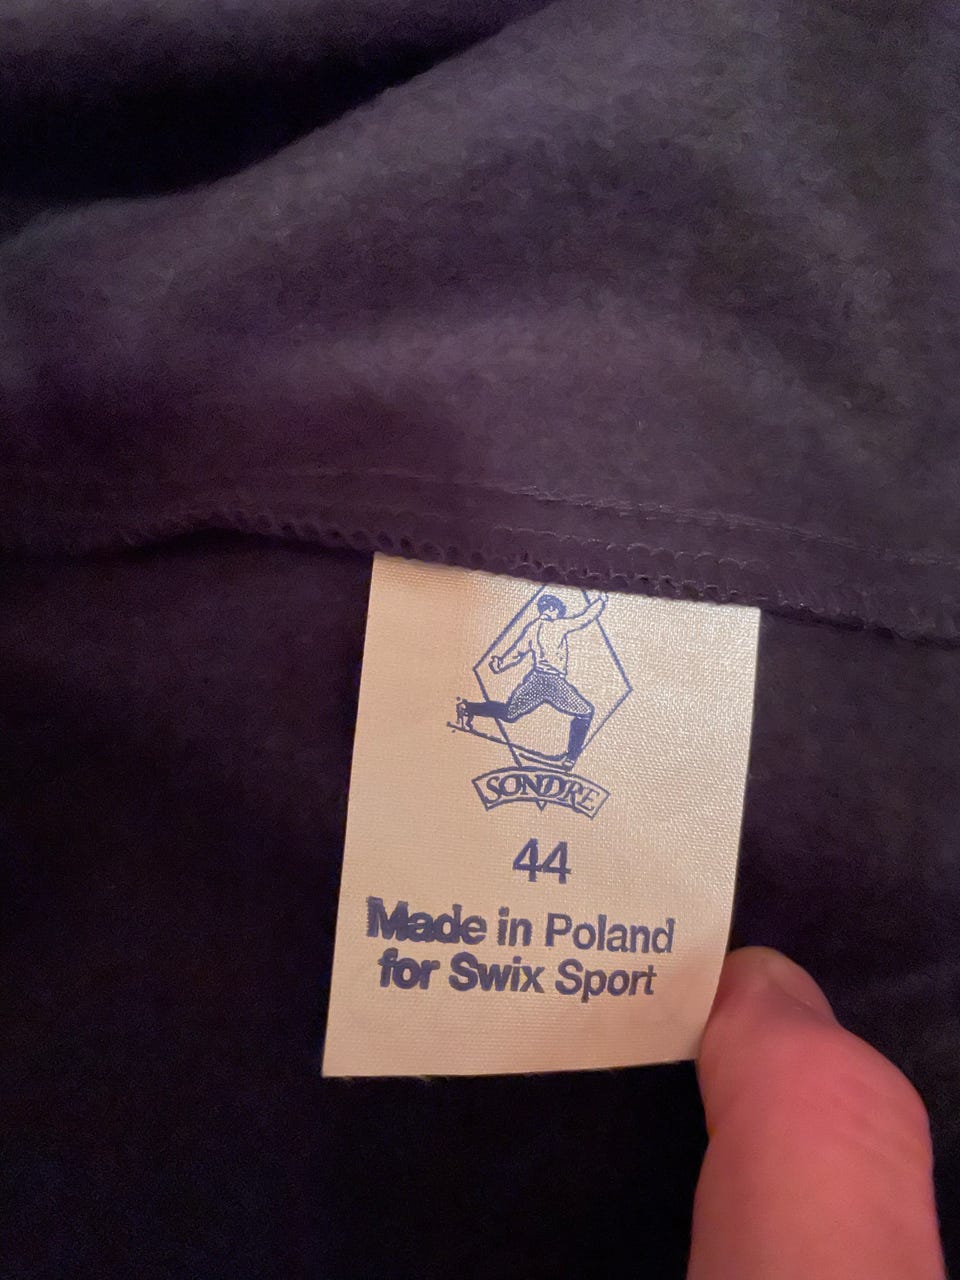 SONDRE
44
Made in Poland
for Swix Sport